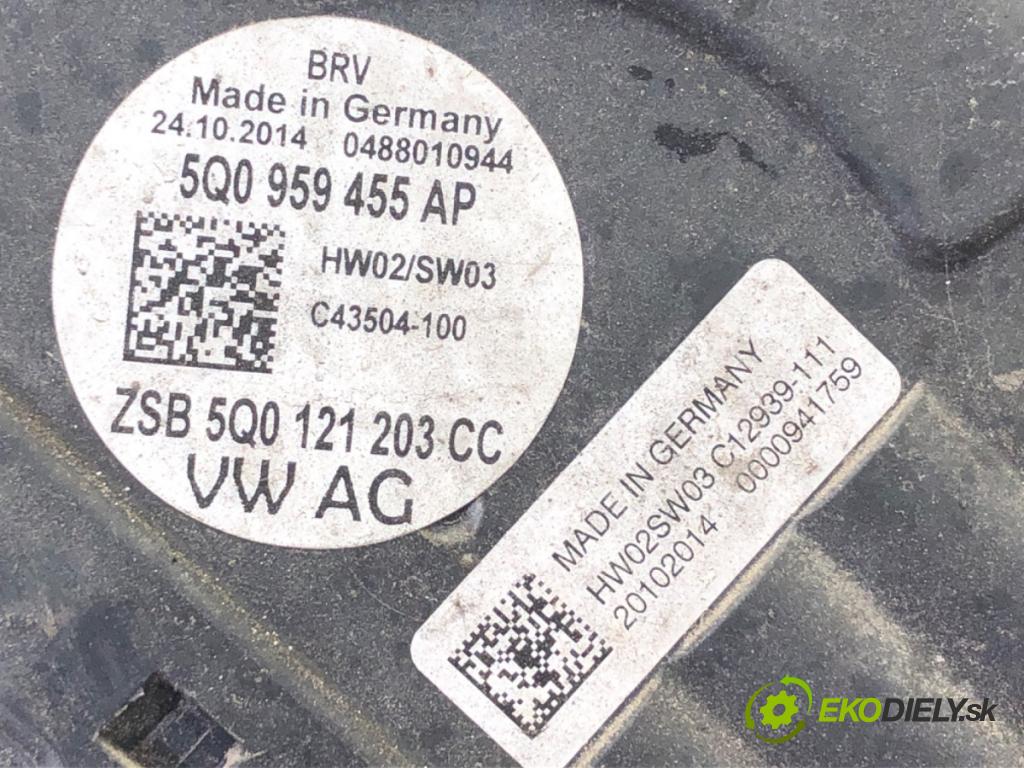 BRV
Made in Germany
24.10.2014 0488010944
5Q0 959 455 AP
HW02/SW03
C43504-100
ZSB 5Q0 121 203 CC
VW AG
MADE IN GERMANY
HW02SW03 C12939-111
20102014 0000941759
EKODIELY.sk